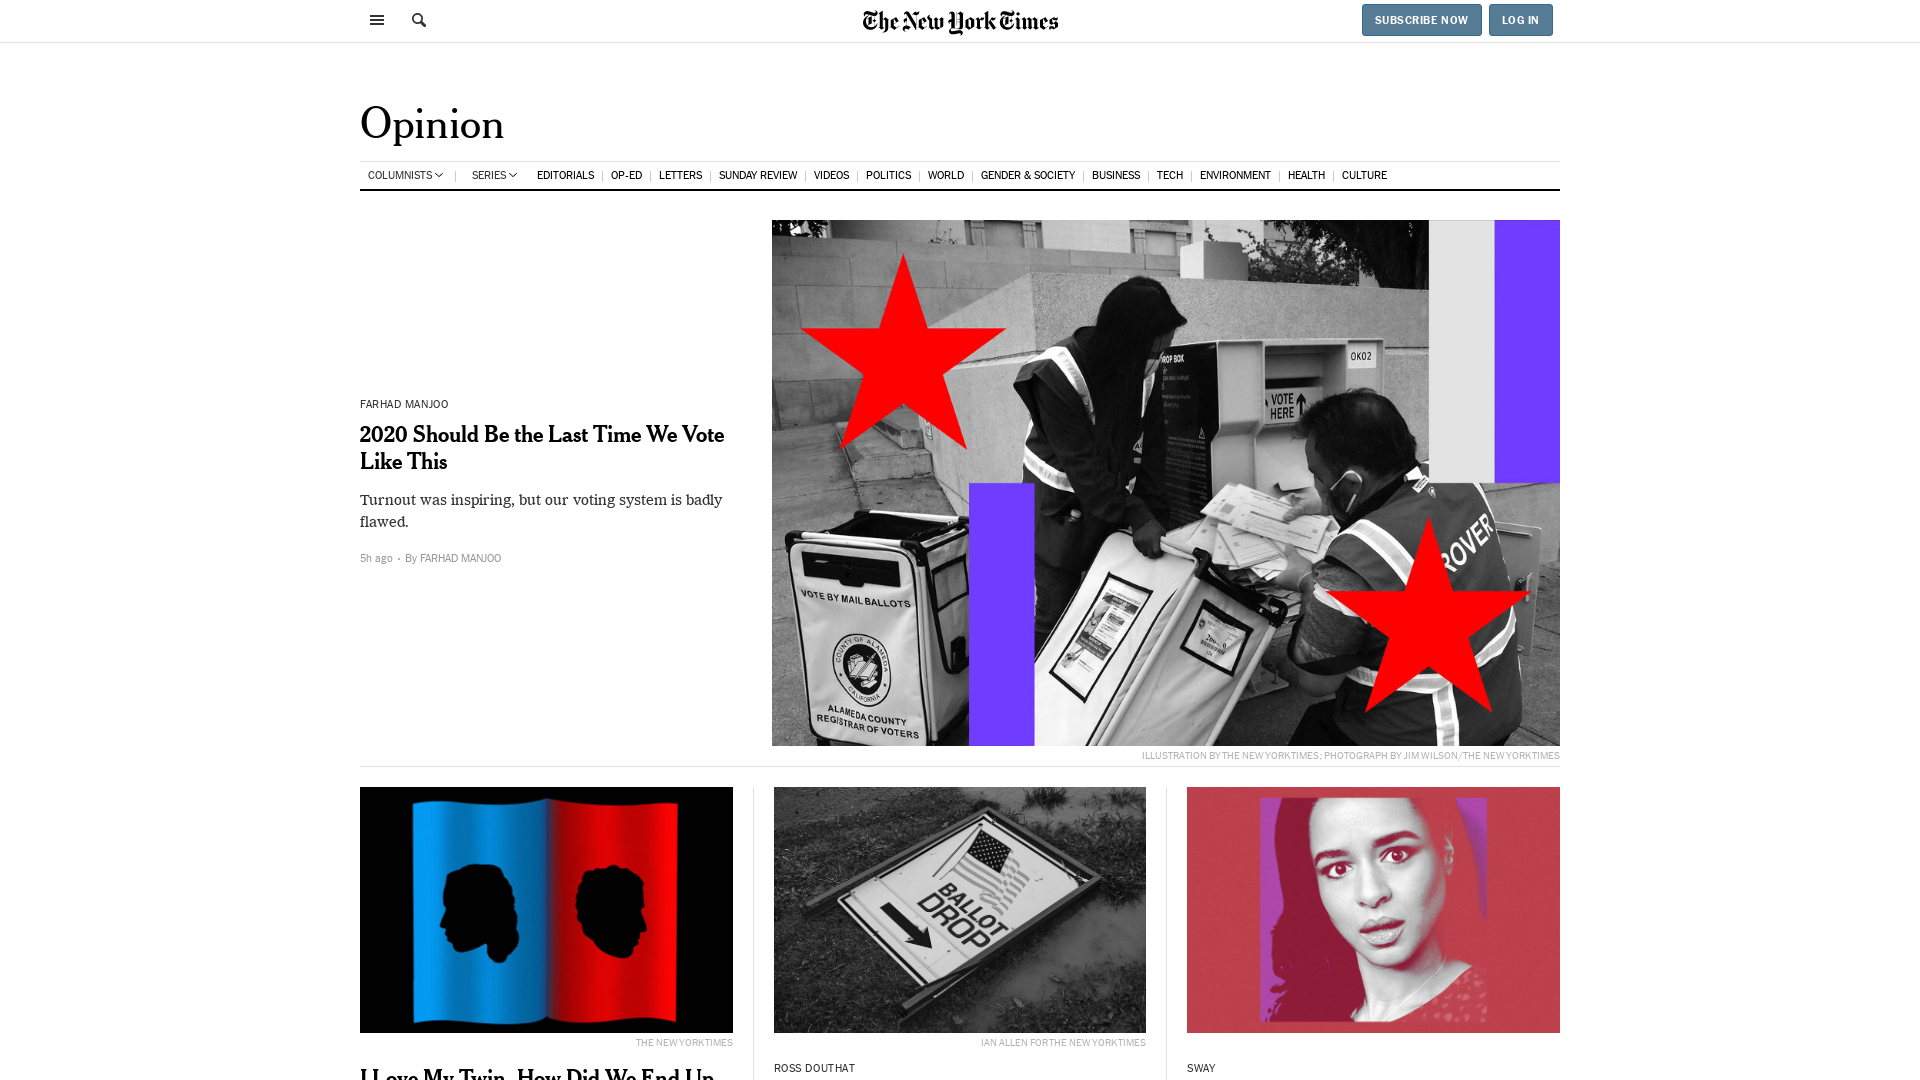 The New York Times
SUBSCRIBE NOW
LOG IN
Opinion
COLUMNISTS
SERIES
EDITORIALS
OP-ED
LETTERS
SUNDAY REVIEW
VIDEOS
POLITICS
WORLD
GENDER & SOCIETY
BUSINESS
TECH
ENVIRONMENT
HEALTH
CULTURE
FARHAD MANJOO
2020 Should Be the Last Time We Vote
Like This
Turnout was inspiring, but our voting system is badly
flawed.
5h ago • By FARHAD MANJOO
DROP BOX
OK02
VOTE
HERE
ROVER
VOTE BY MAIL BALLOTS
COUNTY OF ALAMEDA
CALIFORNIA
ALAMEDA COUNTY
REGISTRAR OF VOTERS
ILLUSTRATION BY THE NEW YORK TIMES; PHOTOGRAPH BY JIM WILSON/THE NEW YORK TIMES
BALLOT
DROP
THE NEW YORK TIMES
IAN ALLEN FOR THE NEW YORK TIMES
I Love My Twin. How Did We End Up
ROSS DOUTHAT
SWAY